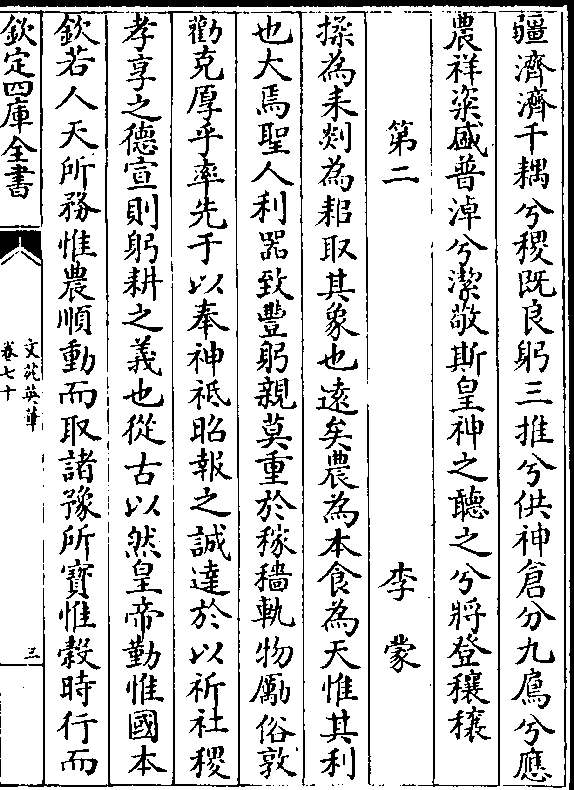 疆濟濟千耦兮稷既良躬三推兮供神倉分九扈兮應
農祥粢盛普淖兮潔敬斯皇神之聽之兮將登穰穰
第二 李蒙
揉為耒剡為耜取其象也遠矣農為本食為天惟其利
也大焉聖人利器致豐躬親莫重於稼穡軌物勵俗敦
勸克厚乎率先于以奉神祗昭報之誠達於以祈社稷
孝享之德宣則躬耕之義也從古以然皇帝勤惟國本
欽若人天所務惟農順動而取諸豫所寶惟穀時行而
欽定四庫全書
文苑英華
卷七十
三